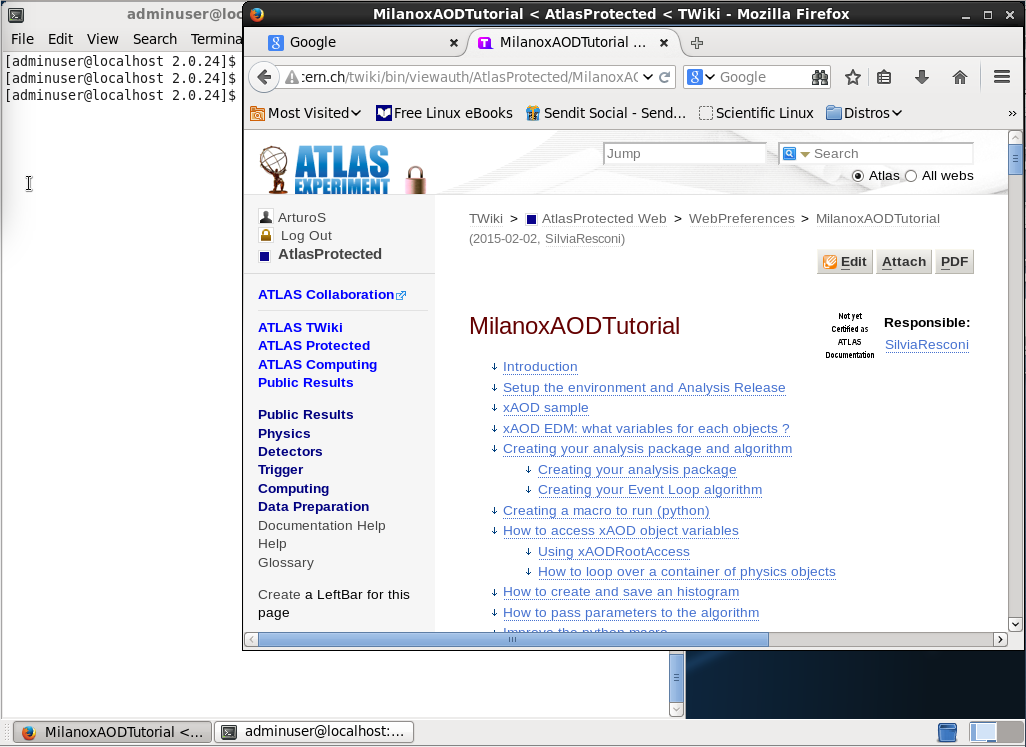 adminuser@loc
File Edit View Search Termina
[adminuser@localhost 2.0.24]$
[adminuser@localhost 2.0.24]$
[adminuser@localhost 2.0.24]$
MilanoxAODTutorial < AtlasProtected < TWiki - Mozilla Firefox
Google
MilanoxAODTutorial ...
:ern.ch/twiki/bin/viewauth/AtlasProtected/MilanoxAO
Google
Most Visited
Free Linux eBooks
Sendit Social - Send...
Scientific Linux
Distros
»
ATLAS
EXPERIMENT
Jump
Search
Atlas
All webs
ArturoS
Log Out
AtlasProtected
ATLAS Collaboration
ATLAS TWiki
ATLAS Protected
ATLAS Computing
Public Results
Public Results
Physics
Detectors
Trigger
Computing
Data Preparation
Documentation Help
Help
Glossary
Create a LeftBar for this
page
TWiki > AtlasProtected Web > WebPreferences > MilanoxAODTutorial
(2015-02-02, SilviaResconi)
Edit
Attach
PDF
MilanoxAODTutorial
Not yet
Certified as
ATLAS
Documentation
Responsible:
SilviaResconi
Introduction
Setup the environment and Analysis Release
xAOD sample
xAOD EDM: what variables for each objects ?
Creating your analysis package and algorithm
Creating your analysis package
Creating your Event Loop algorithm
Creating a macro to run (python)
How to access xAOD object variables
Using xAODRootAccess
How to loop over a container of physics objects
How to create and save an histogram
How to pass parameters to the algorithm
Improve the python macro
MilanoxAODTutorial <...
adminuser@localhost:...